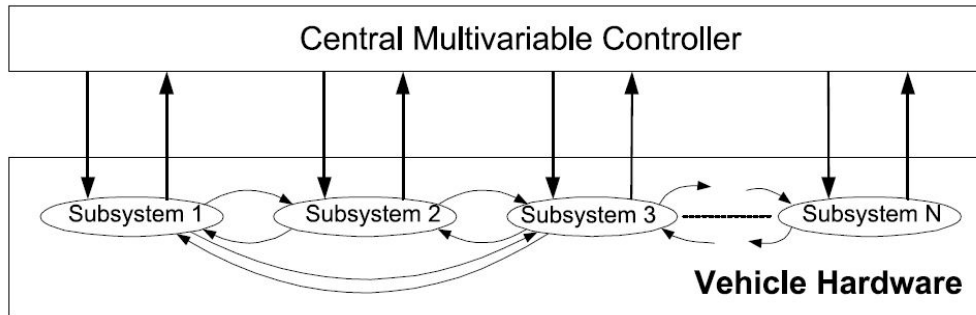 Central Multivariable Controller
Subsystem 1
Subsystem 2
Subsystem 3
Subsystem N
Vehicle Hardware